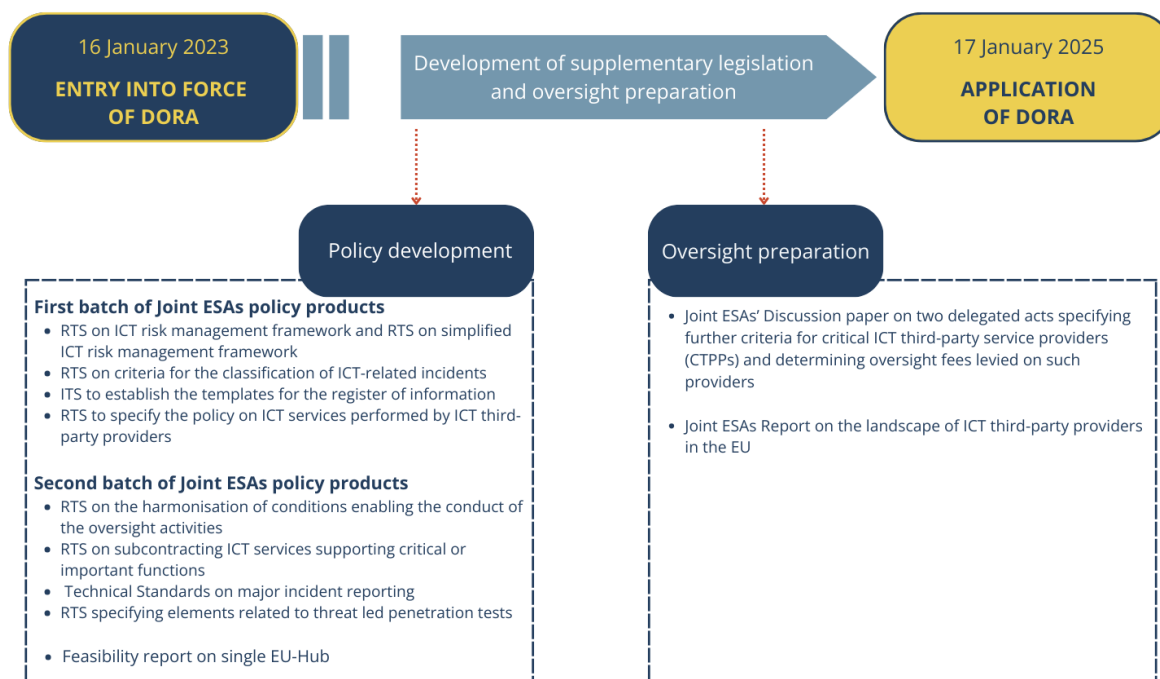 16 January 2023
ENTRY INTO FORCE
OF DORA
Development of supplementary legislation
and oversight preparation
17 January 2025
APPLICATION
OF DORA
Policy development
First batch of Joint ESAs policy products
• RTS on ICT risk management framework and RTS on simplified
ICT risk management framework
• RTS on criteria for the classification of ICT-related incidents
• ITS to establish the templates for the register of information
• RTS to specify the policy on ICT services performed by ICT third-
party providers
Second batch of Joint ESAs policy products
• RTS on the harmonisation of conditions enabling the conduct of
the oversight activities
• RTS on subcontracting ICT services supporting critical or
important functions
• Technical Standards on major incident reporting
• RTS specifying elements related to threat led penetration tests
• Feasibility report on single EU-Hub
Oversight preparation
• Joint ESAs’ Discussion paper on two delegated acts specifying
further criteria for critical ICT third-party service providers
(CTPPs) and determining oversight fees levied on such
providers
• Joint ESAs Report on the landscape of ICT third-party providers
in the EU